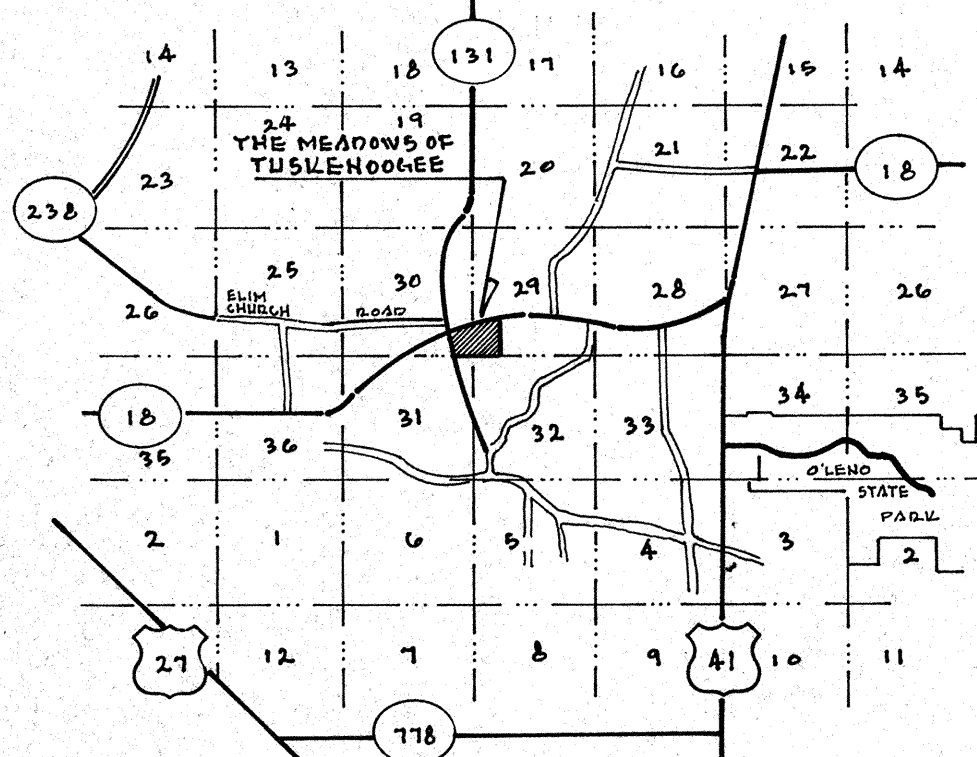 14 13 18 131 17 16 15 14
24 19
THE MEADOWS OF
TUSKENOOGEE
23 20 21 22 18
238
25 30 29 28 27 26
26
ELIM
CHURCH ROAD
34 35
18 31 32 33
35 36
O'LENO
STATE
PARK
2 1 6 5 4 3 2
27 12 7 8 9 41 10 11
778